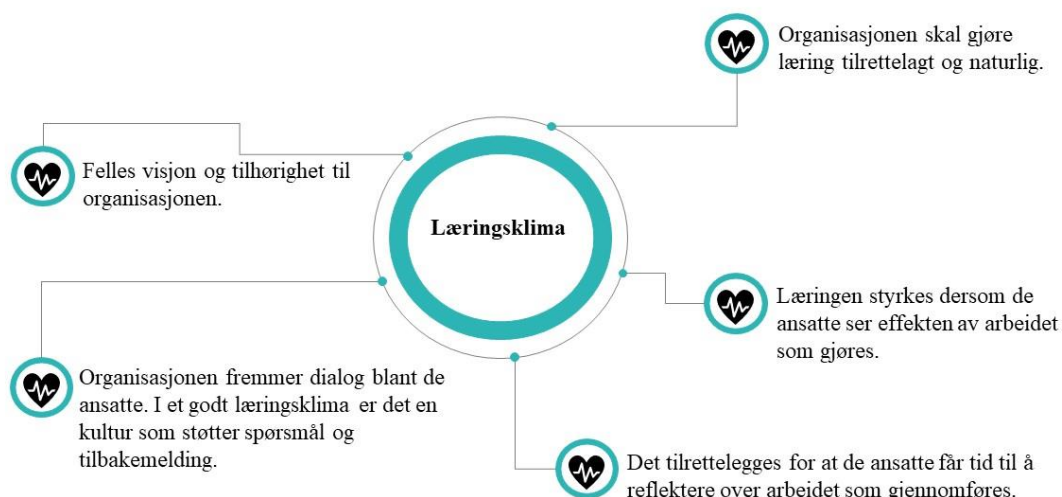 Organisasjonen skal gjøre
læring tilrettelagt og naturlig.
Felles visjon og tilhørighet til
organisasjonen.
Læringsklima
Læringen styrkes dersom de
ansatte ser effekten av arbeidet
som gjøres.
Organisasjonen fremmer dialog blant de
ansatte. I et godt læringsklima er det en
kultur som støtter spørsmål og
tilbakemelding.
Det tilrettelegges for at de ansatte får tid til å
reflektere over arbeidet som gjennomføres.